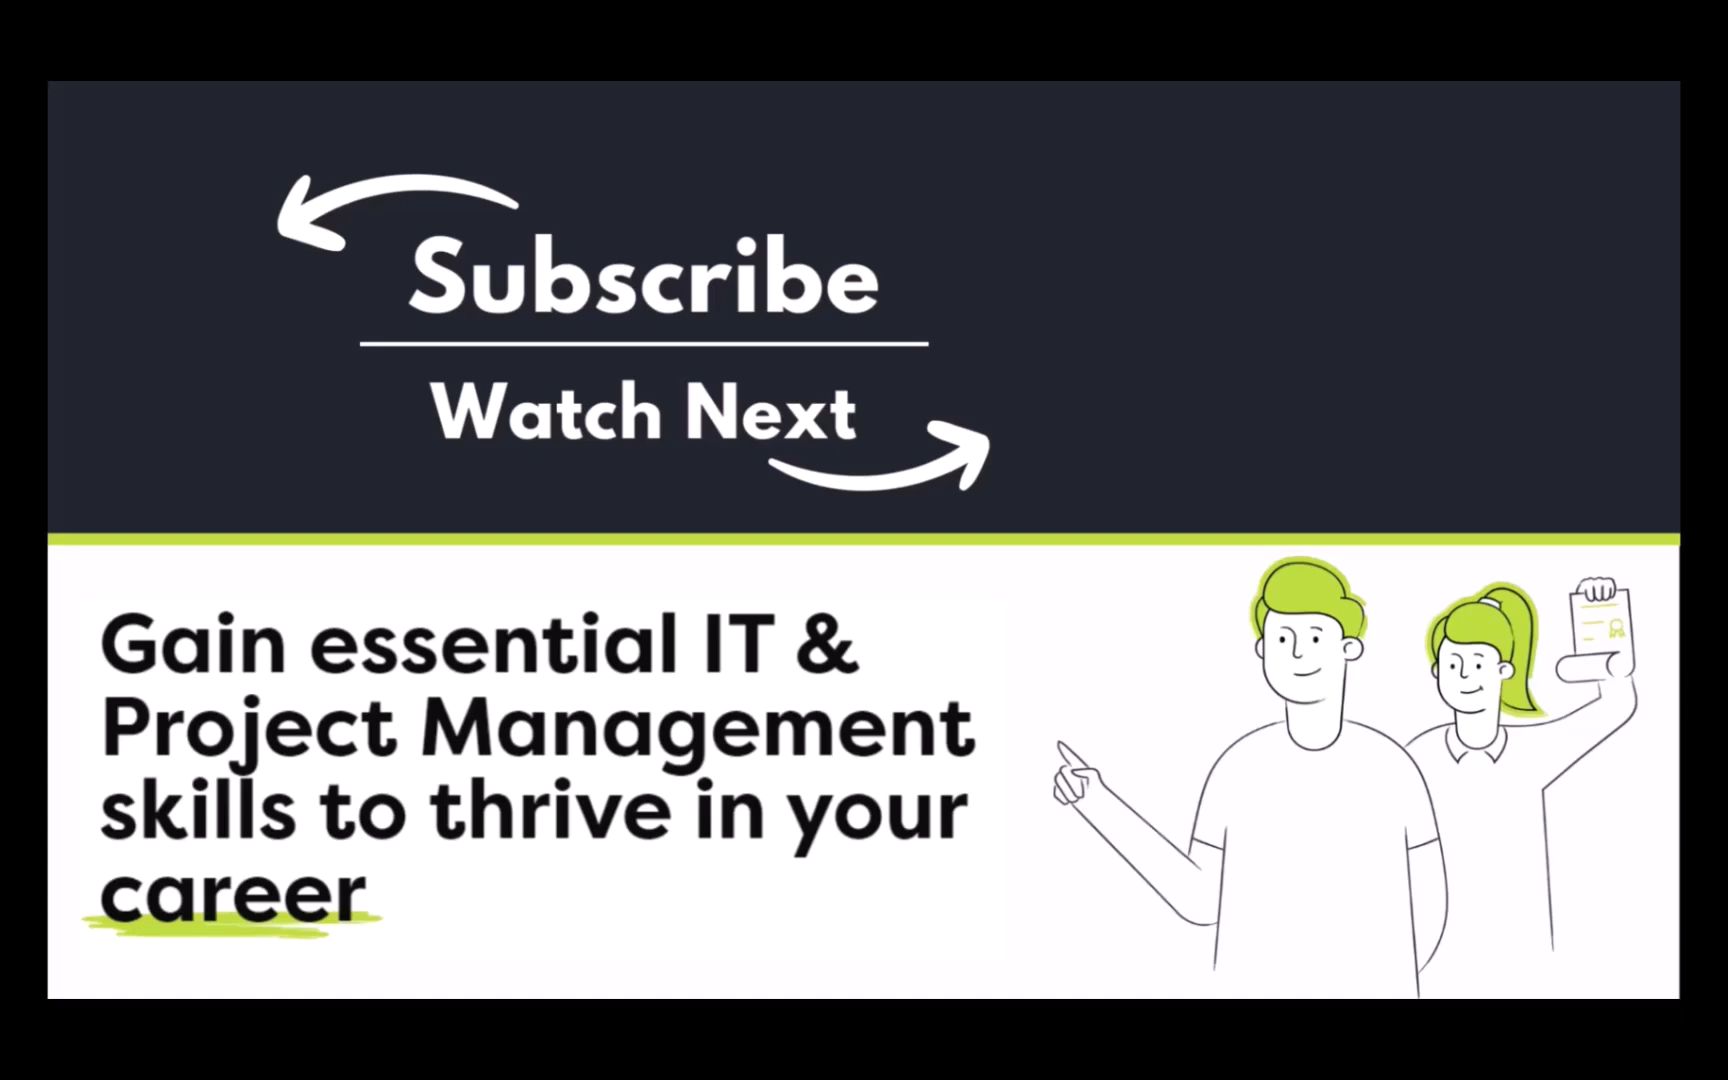 Subscribe
Watch Next
Gain essential IT &
Project Management
skills to thrive in your
career